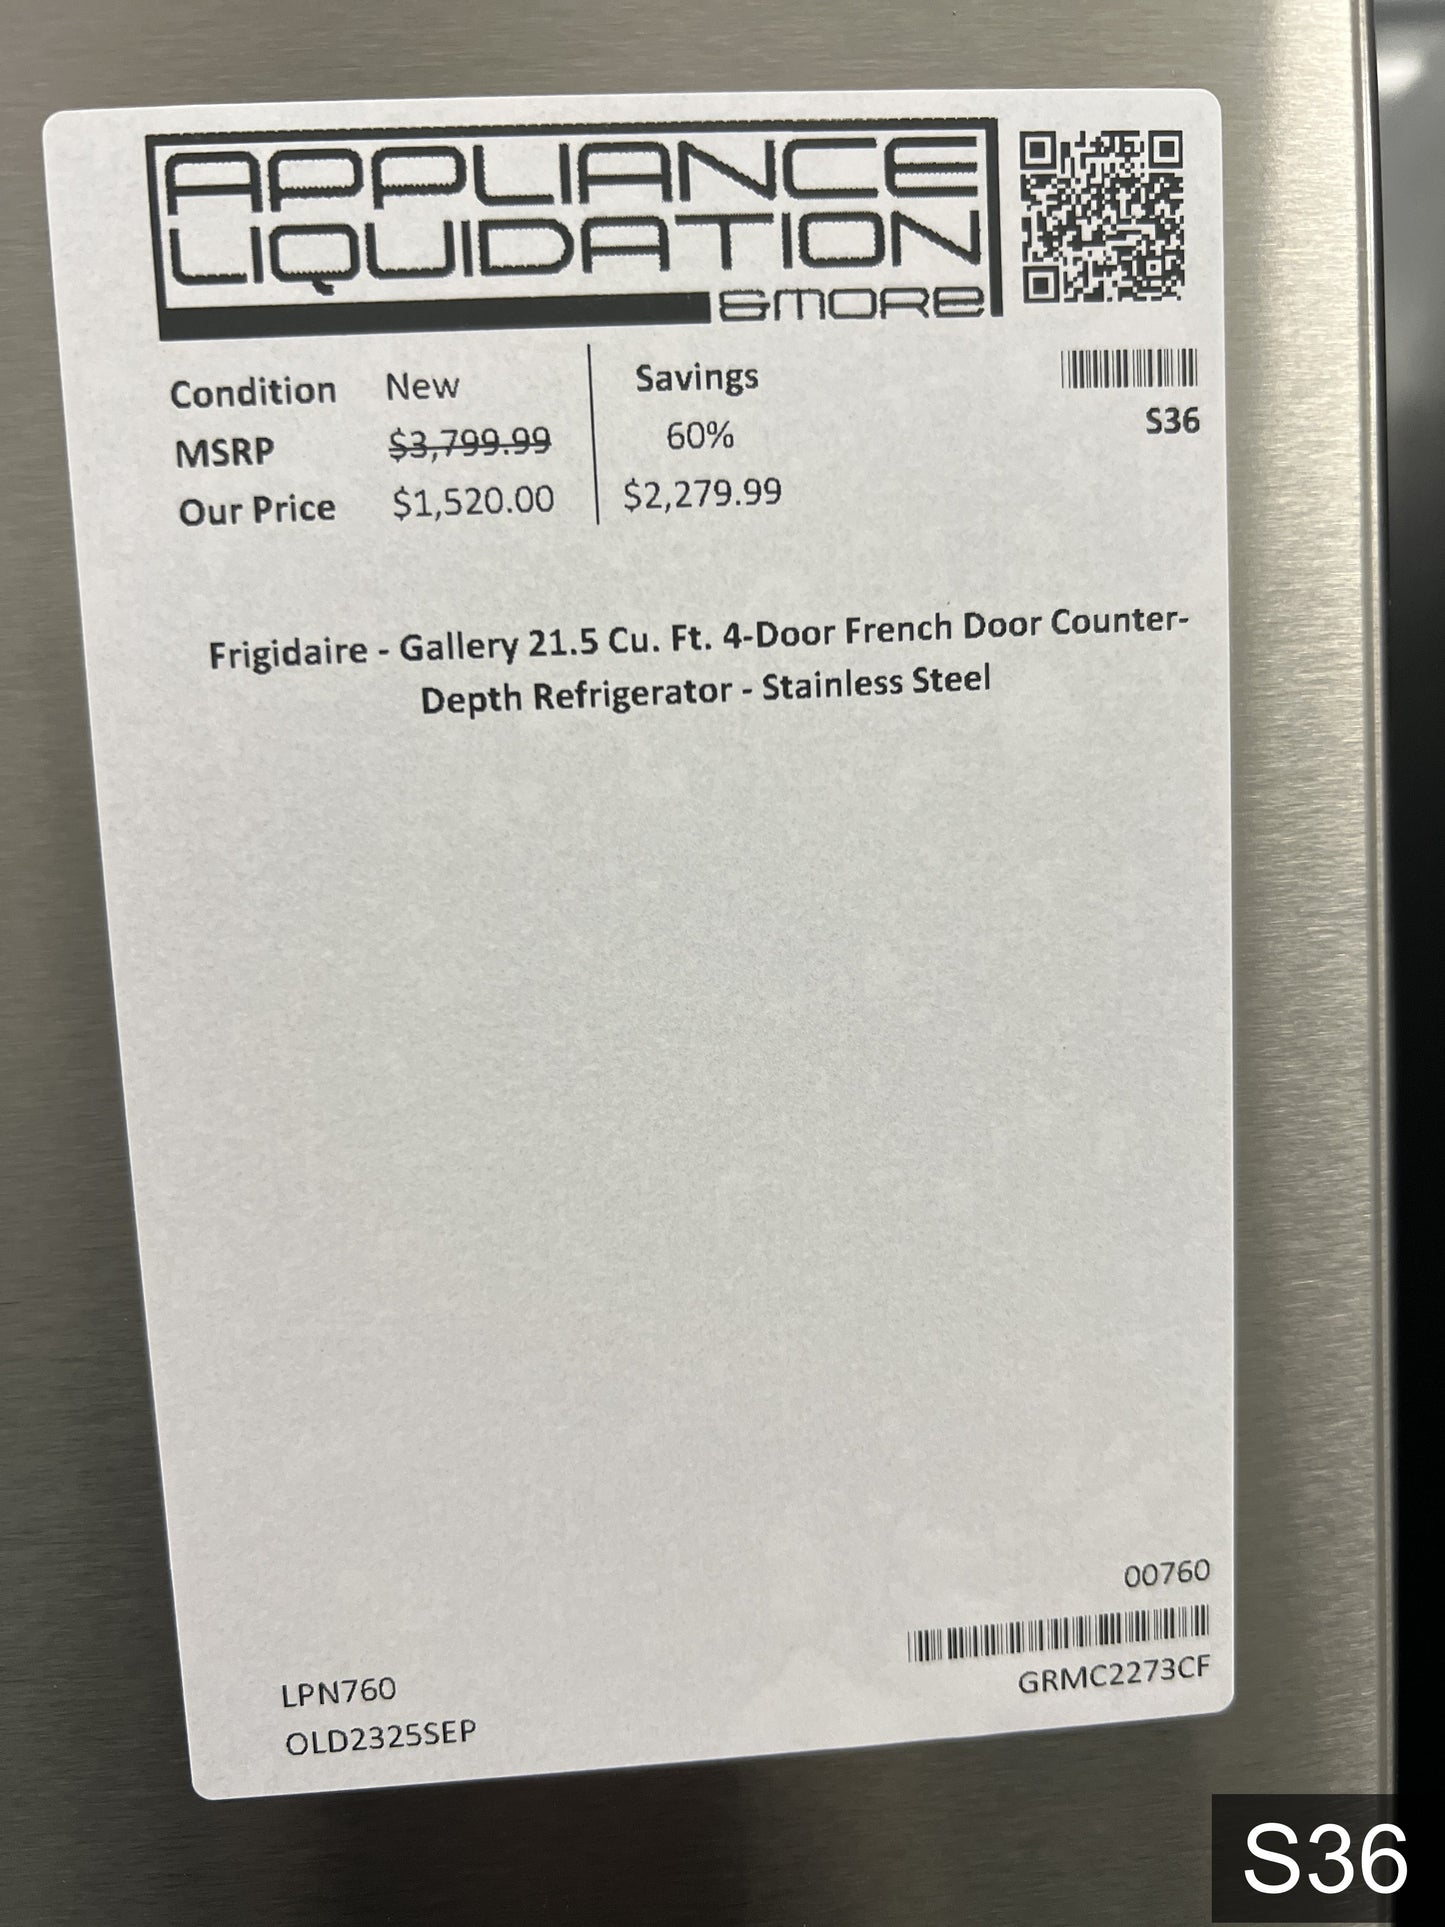 APPLIANCE
LIQUIDATION
&MORE
Condition New
MSRP $3,799.99
Our Price $1,520.00
Savings
60%
$2,279.99
S36
Frigidaire - Gallery 21.5 Cu. Ft. 4-Door French Door Counter-
Depth Refrigerator - Stainless Steel
00760
GRMC2273CF
LPN760
OLD2325SEP
S36